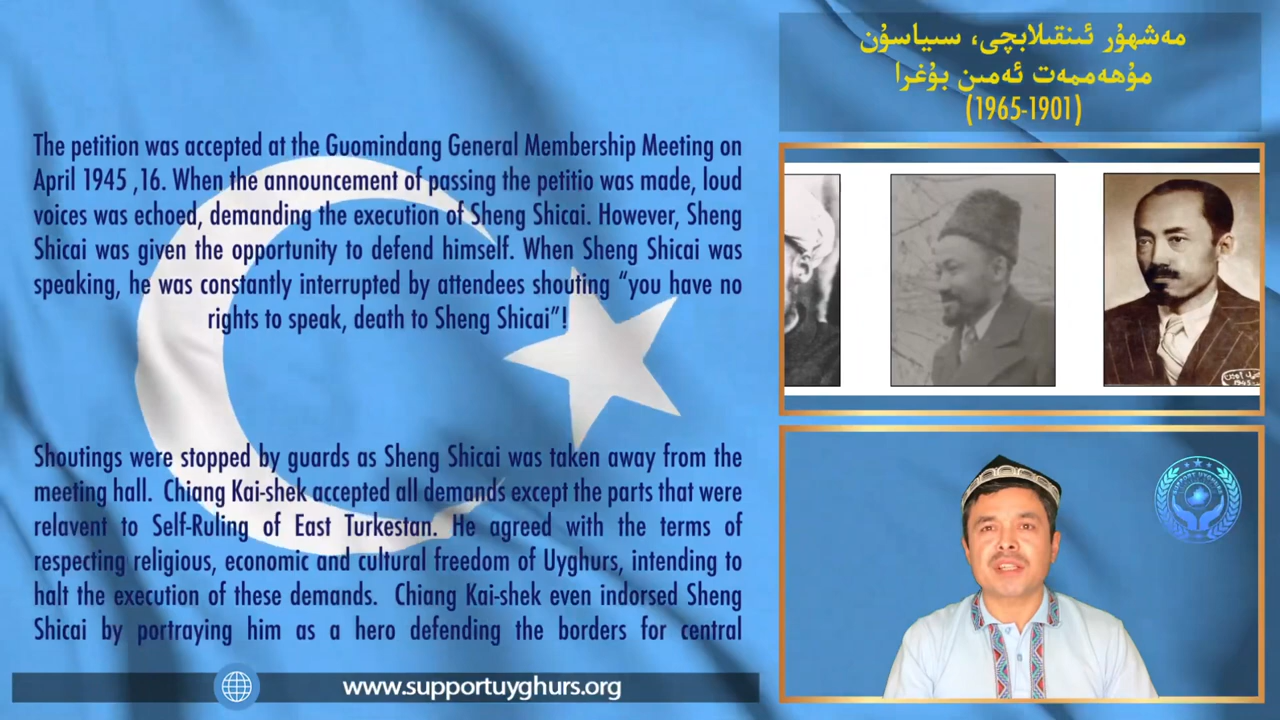 The petition was accepted at the Guomindang General Membership Meeting on
April 1945 ,16. When the announcement of passing the petitio was made, loud
voices was echoed, demanding the execution of Sheng Shicai. However, Sheng
Shicai was given the opportunity to defend himself. When Sheng Shicai was
speaking, he was constantly interrupted by attendees shouting “you have no
rights to speak, death to Sheng Shicai”!
Shoutings were stopped by guards as Sheng Shicai was taken away from the
meeting hall. Chiang Kai-shek accepted all demands except the parts that were
relavent to Self-Ruling of East Turkestan. He agreed with the terms of
respecting religious, economic and cultural freedom of Uyghurs, intending to
halt the execution of these demands. Chiang Kai-shek even indorsed Sheng
Shicai by portraying him as a hero defending the borders for central
www.supportuyghurs.org
مەشھۇر ئىنقىلابچى، سىياسۇن
مۇھەممەت ئەمىن بۇغرا
(1965-1901)
SUPPORT UYGHURS